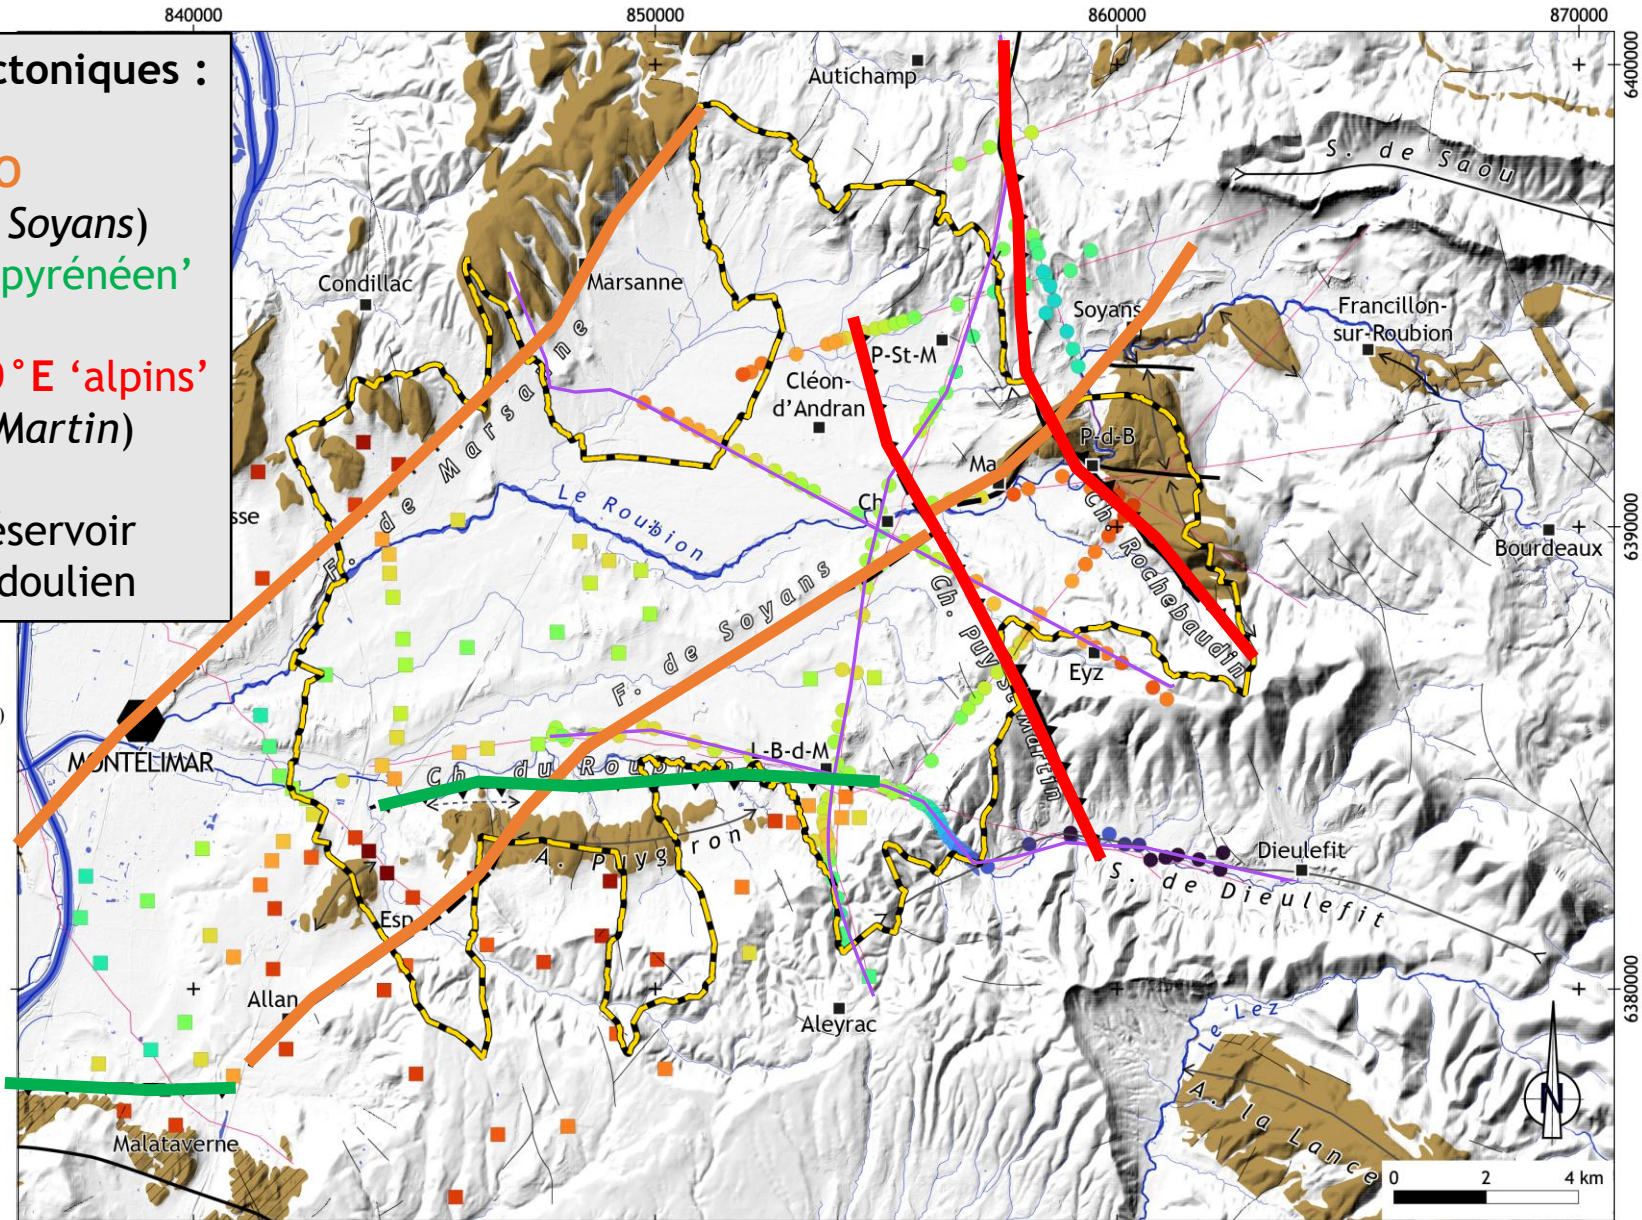 840000
850000
860000
870000
6400000
6390000
6380000
ctoniques :
O
Soyans)
pyrénéen’
0°E ‘alpins’
Martin)
éservoir
doulien
sse
)
Autichamp
S. de Saou
Condillac
Marsanne
Soyans
Francillon-
sur-Roubion
P-St-M
Cléon-
d’Andran
P-d-B
Ma
Ch
Le Roubion
F. de Marsanne
Bourdeaux
Ch. Rochebaudin
Ch. Puy St-Martin
F. de Soyans
Eyz
MONTÉLIMAR
L-B-d-M
Ch. du Roubion
A. Puygiron
Dieulefit
S. de Dieulefit
Esp
Allan
Aleyrac
Le Lez
A. la Lance
Malataverne
N
0 2 4 km